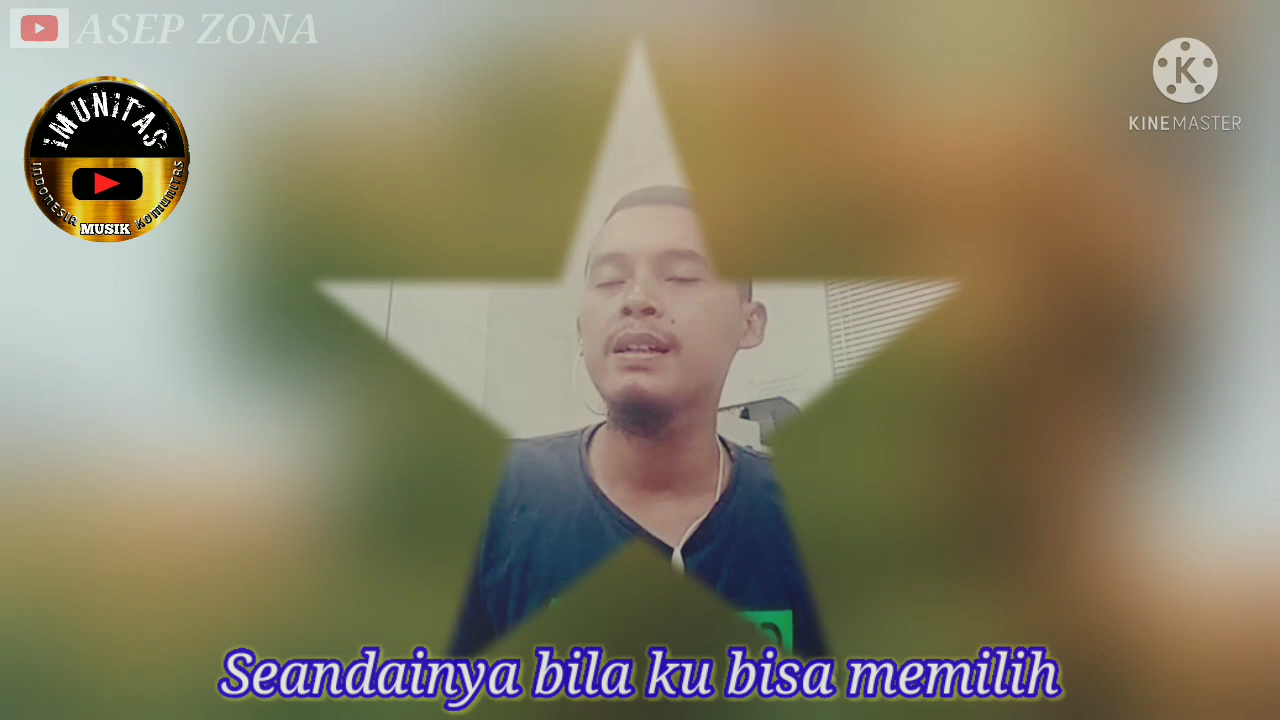 ASEP ZONA
IMUNITAS
INDONESIA MUSIK KOMUNITAS
K
KINEMASTER
Seandainya bila ku bisa memilih